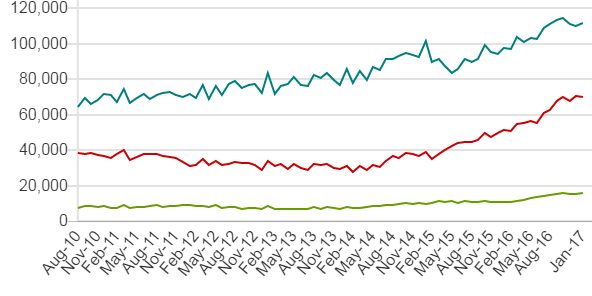 120,000
100,000
80,000
60,000
40,000
20,000
0
Aug-10
Nov-10
Feb-11
May-11
Aug-11
Nov-11
Feb-12
May-12
Aug-12
Nov-12
Feb-13
May-13
Aug-13
Nov-13
Feb-14
May-14
Aug-14
Nov-14
Feb-15
May-15
Aug-15
Nov-15
Feb-16
May-16
Aug-16
Jan-17